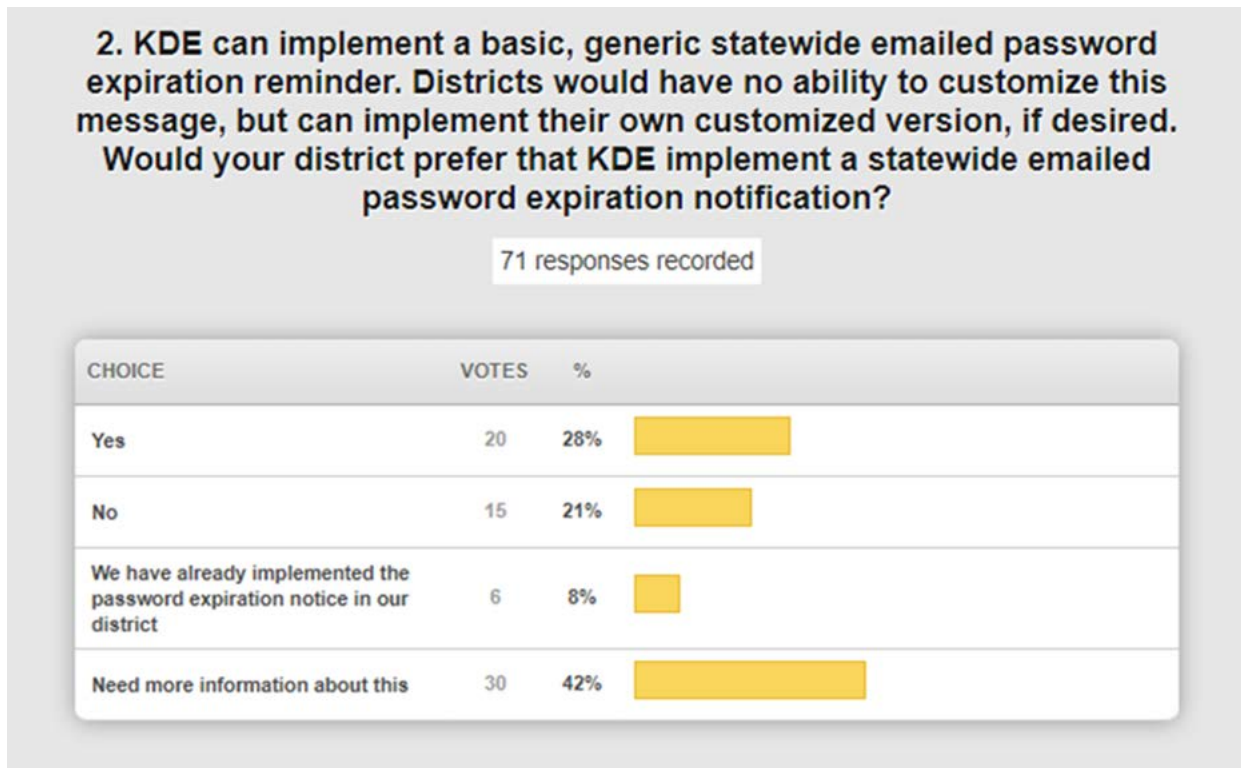 2. KDE can implement a basic, generic statewide emailed password
expiration reminder. Districts would have no ability to customize this
message, but can implement their own customized version, if desired.
Would your district prefer that KDE implement a statewide emailed
password expiration notification?
71 responses recorded
CHOICE VOTES %
Yes 20 28%
No 15 21%
We have already implemented the
password expiration notice in our 6 8%
district
Need more information about this 30 42%